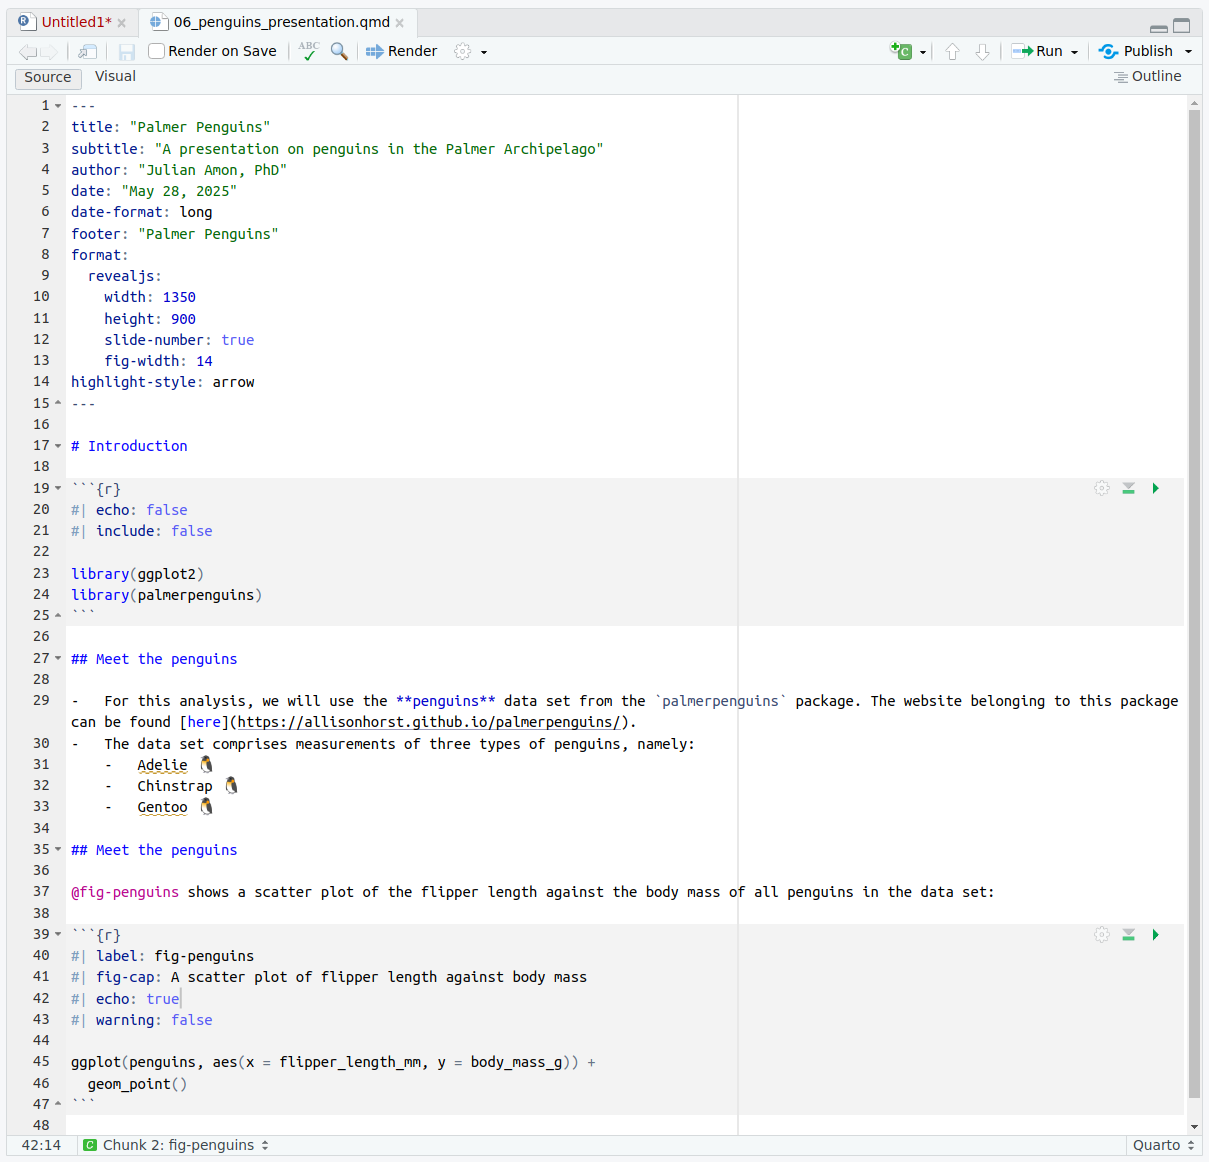 Untitled1* ×
06_penguins_presentation.qmd ×
Render on Save
ABC
Render
C
Run
Publish
Source
Visual
Outline
1 ---
2 title: "Palmer Penguins"
3 subtitle: "A presentation on penguins in the Palmer Archipelago"
4 author: "Julian Amon, PhD"
5 date: "May 28, 2025"
6 date-format: long
7 footer: "Palmer Penguins"
8 format:
9   revealjs:
10     width: 1350
11     height: 900
12     slide-number: true
13     fig-width: 14
14 highlight-style: arrow
15 ---
16
17 # Introduction
18
19 ```{r}
20 #| echo: false
21 #| include: false
22
23 library(ggplot2)
24 library(palmerpenguins)
25 ```
26
27 ## Meet the penguins
28
29 -   For this analysis, we will use the **penguins** data set from the `palmerpenguins` package. The website belonging to this package
can be found [here](https://allisonhorst.github.io/palmerpenguins/).
30 -   The data set comprises measurements of three types of penguins, namely:
31     -   Adelie 🐧
32     -   Chinstrap 🐧
33     -   Gentoo 🐧
34
35 ## Meet the penguins
36
37 @fig-penguins shows a scatter plot of the flipper length against the body mass of all penguins in the data set:
38
39 ```{r}
40 #| label: fig-penguins
41 #| fig-cap: A scatter plot of flipper length against body mass
42 #| echo: true
43 #| warning: false
44
45 ggplot(penguins, aes(x = flipper_length_mm, y = body_mass_g)) +
46   geom_point()
47 ```
48
42:14
C Chunk 2: fig-penguins
Quarto